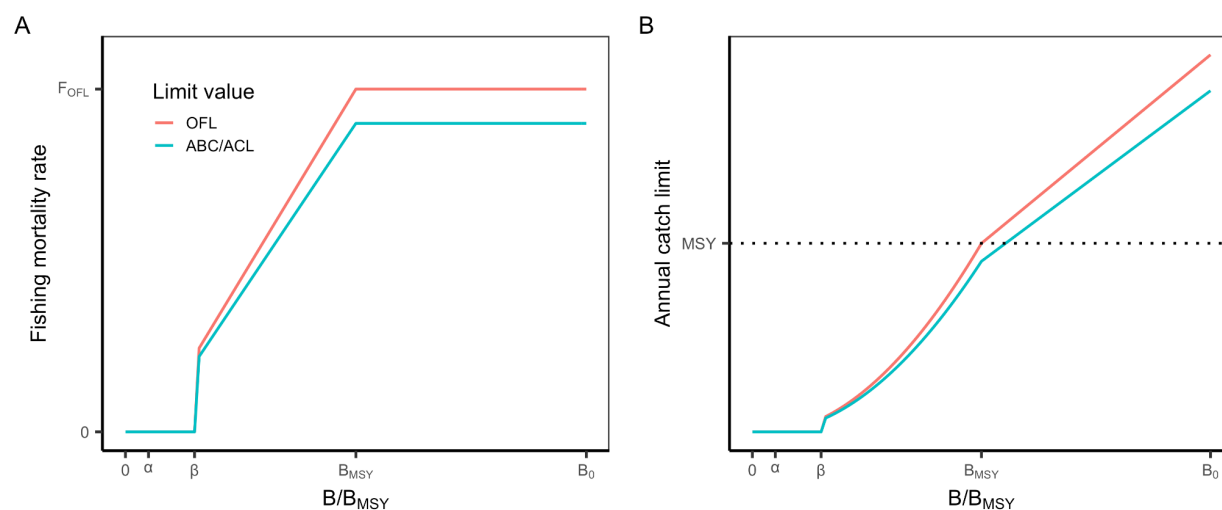 A
Fishing mortality rate
F_OFL
0
Limit value
OFL
ABC/ACL
0 α β B_MSY B_0
B/B_MSY
B
Annual catch limit
MSY
0 α β B_MSY B_0
B/B_MSY